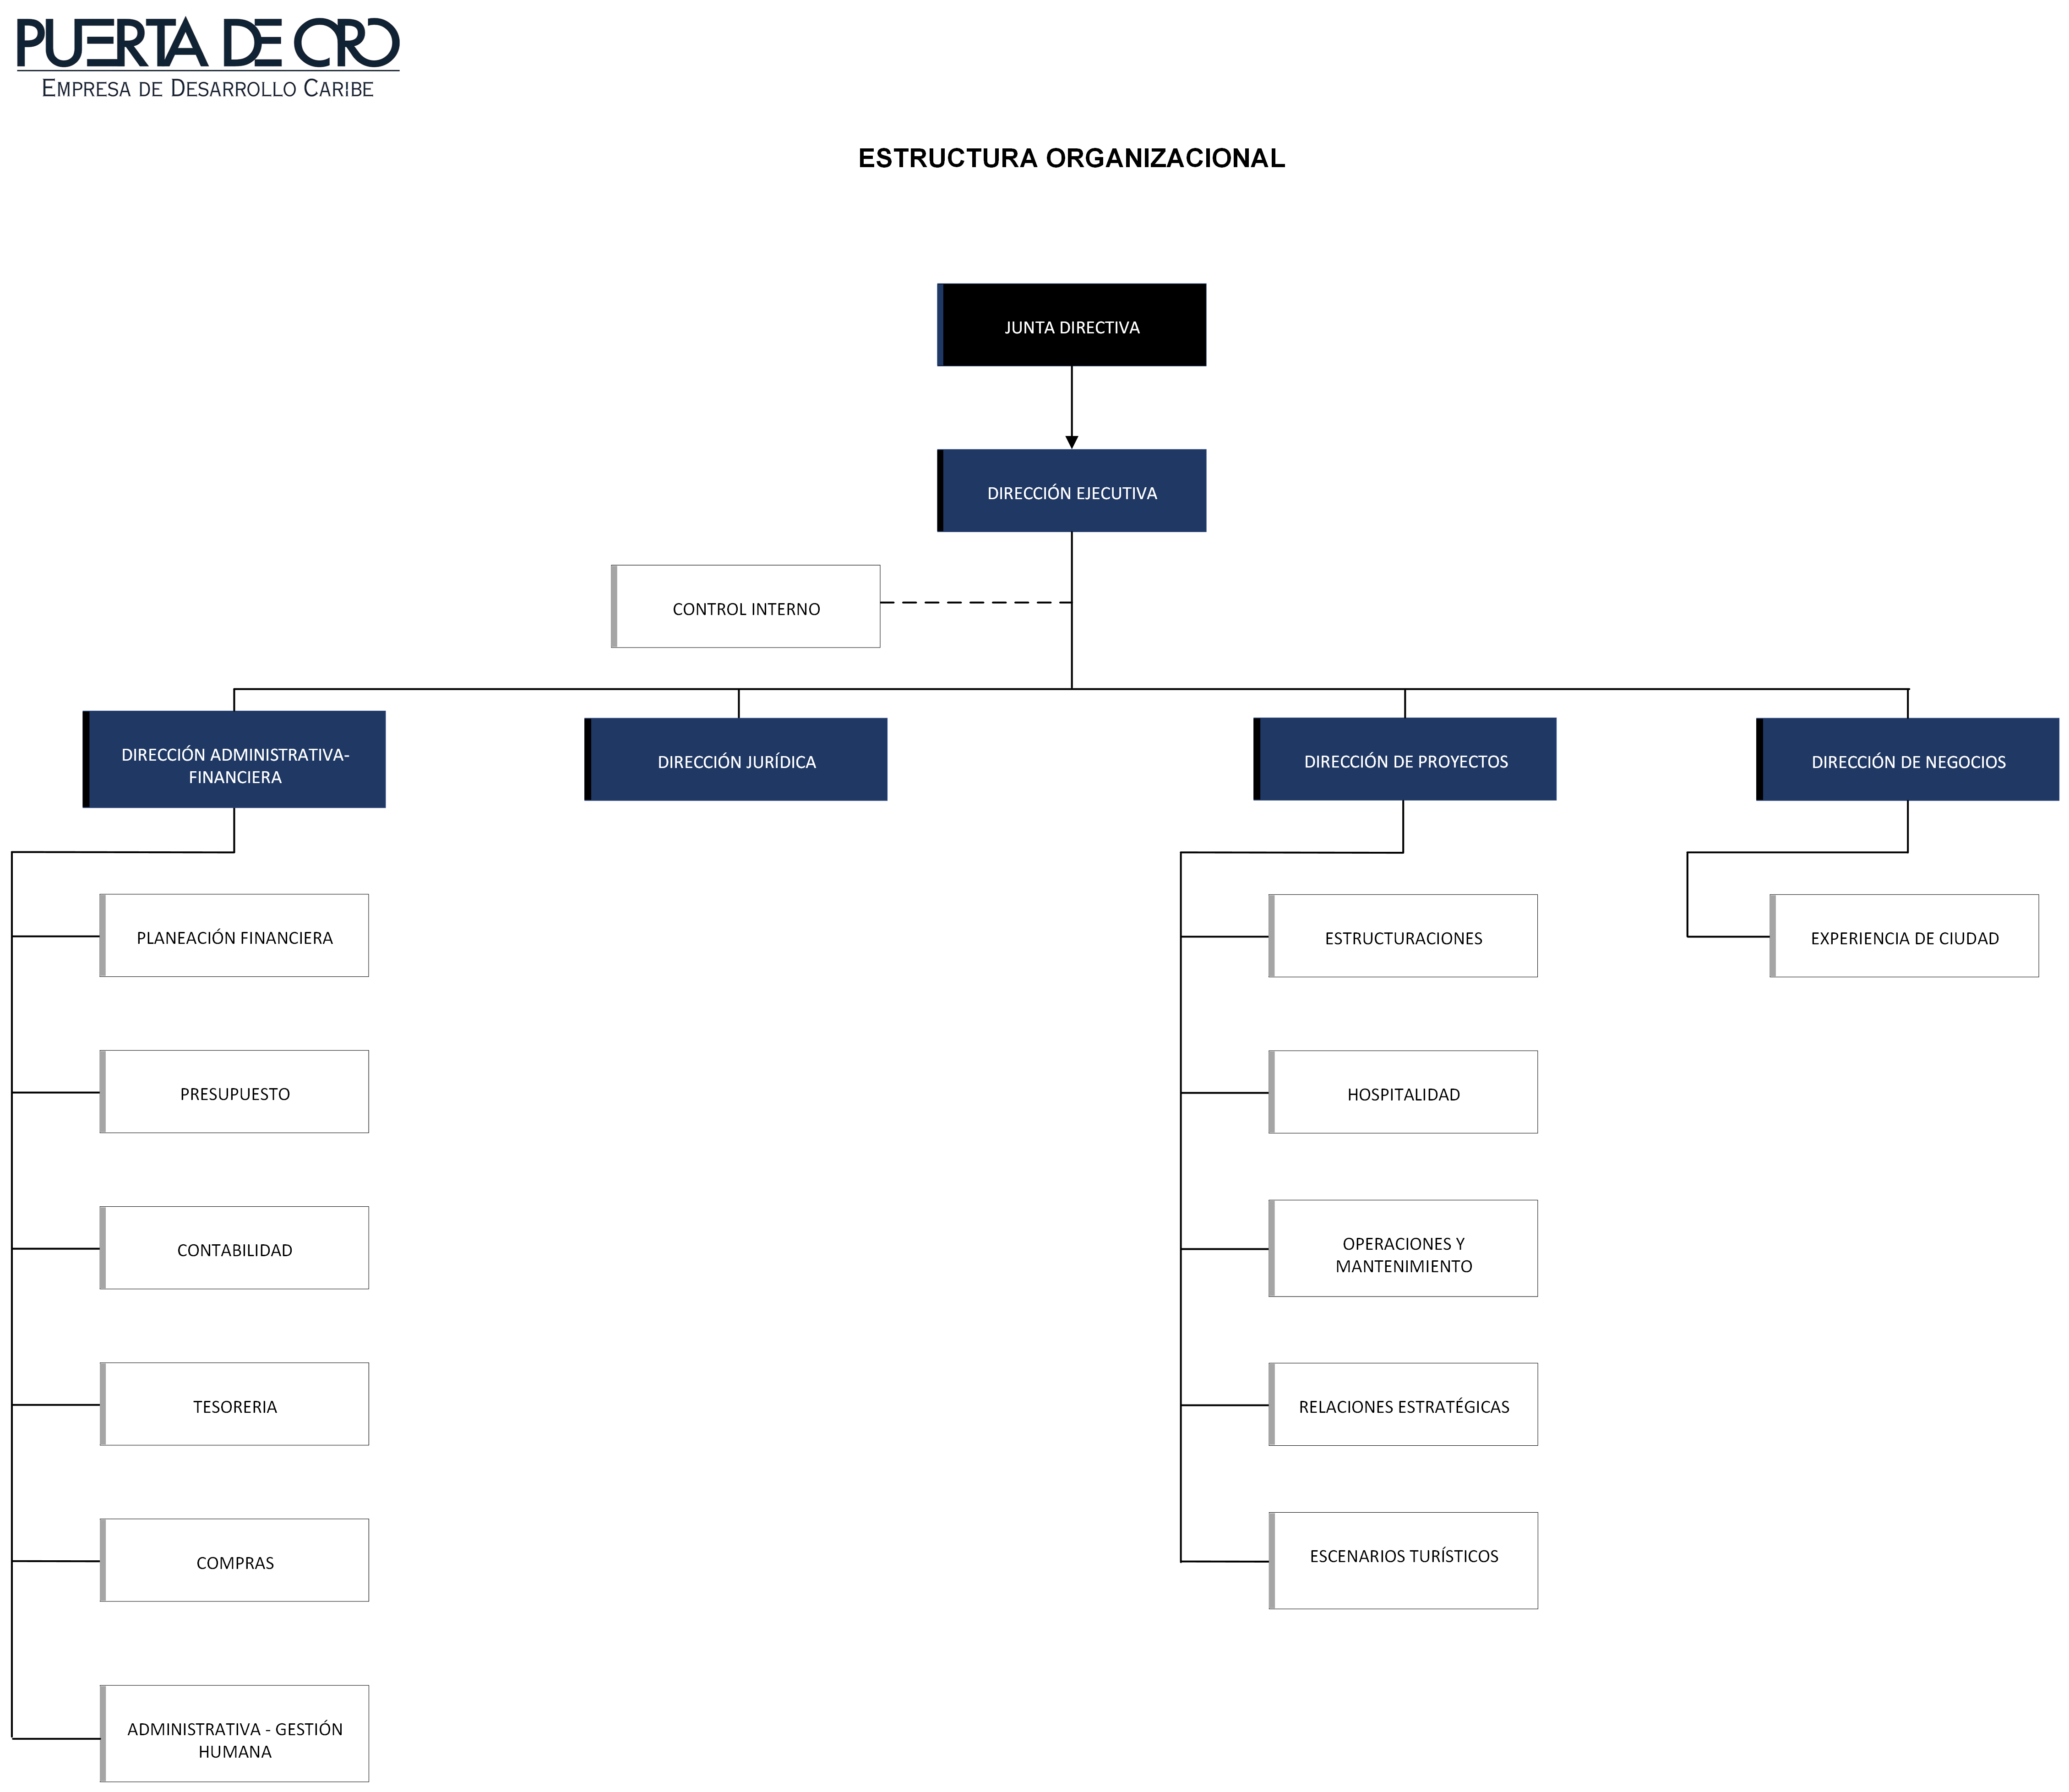 PUERTA DE ORO
EMPRESA DE DESARROLLO CARIBE
ESTRUCTURA ORGANIZACIONAL
JUNTA DIRECTIVA
DIRECCIÓN EJECUTIVA
CONTROL INTERNO
DIRECCIÓN ADMINISTRATIVA-
FINANCIERA
DIRECCIÓN JURÍDICA
DIRECCIÓN DE PROYECTOS
DIRECCIÓN DE NEGOCIOS
PLANEACIÓN FINANCIERA
PRESUPUESTO
CONTABILIDAD
TESORERIA
COMPRAS
ADMINISTRATIVA - GESTIÓN
HUMANA
ESTRUCTURACIONES
HOSPITALIDAD
OPERACIONES Y
MANTENIMIENTO
RELACIONES ESTRATÉGICAS
ESCENARIOS TURÍSTICOS
EXPERIENCIA DE CIUDAD